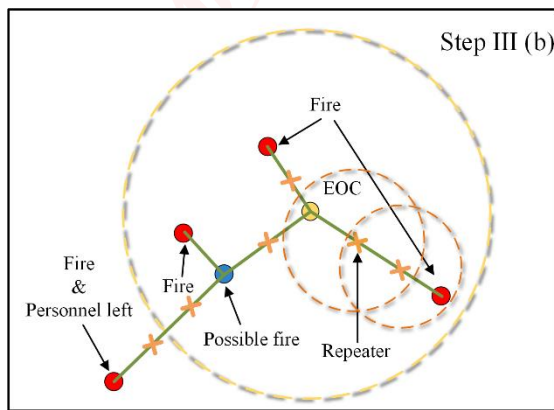 Step III (b)
Fire
EOC
Fire
&
Personnel left
Fire
Possible fire
Repeater